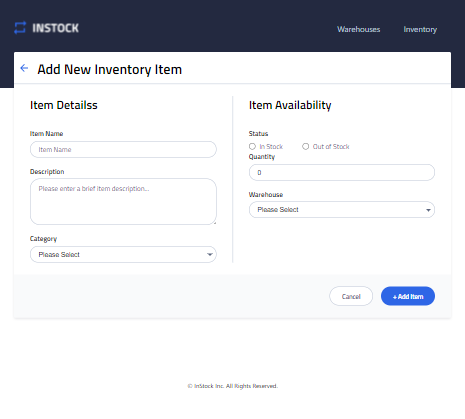 INSTOCK
Warehouses Inventory
Add New Inventory Item
Item Detailss
Item Name
Item Name
Description
Please enter a brief item description...
Category
Please Select
Item Availability
Status
In Stock Out of Stock
Quantity
0
Warehouse
Please Select
Cancel
+ Add Item
© InStock Inc. All Rights Reserved.